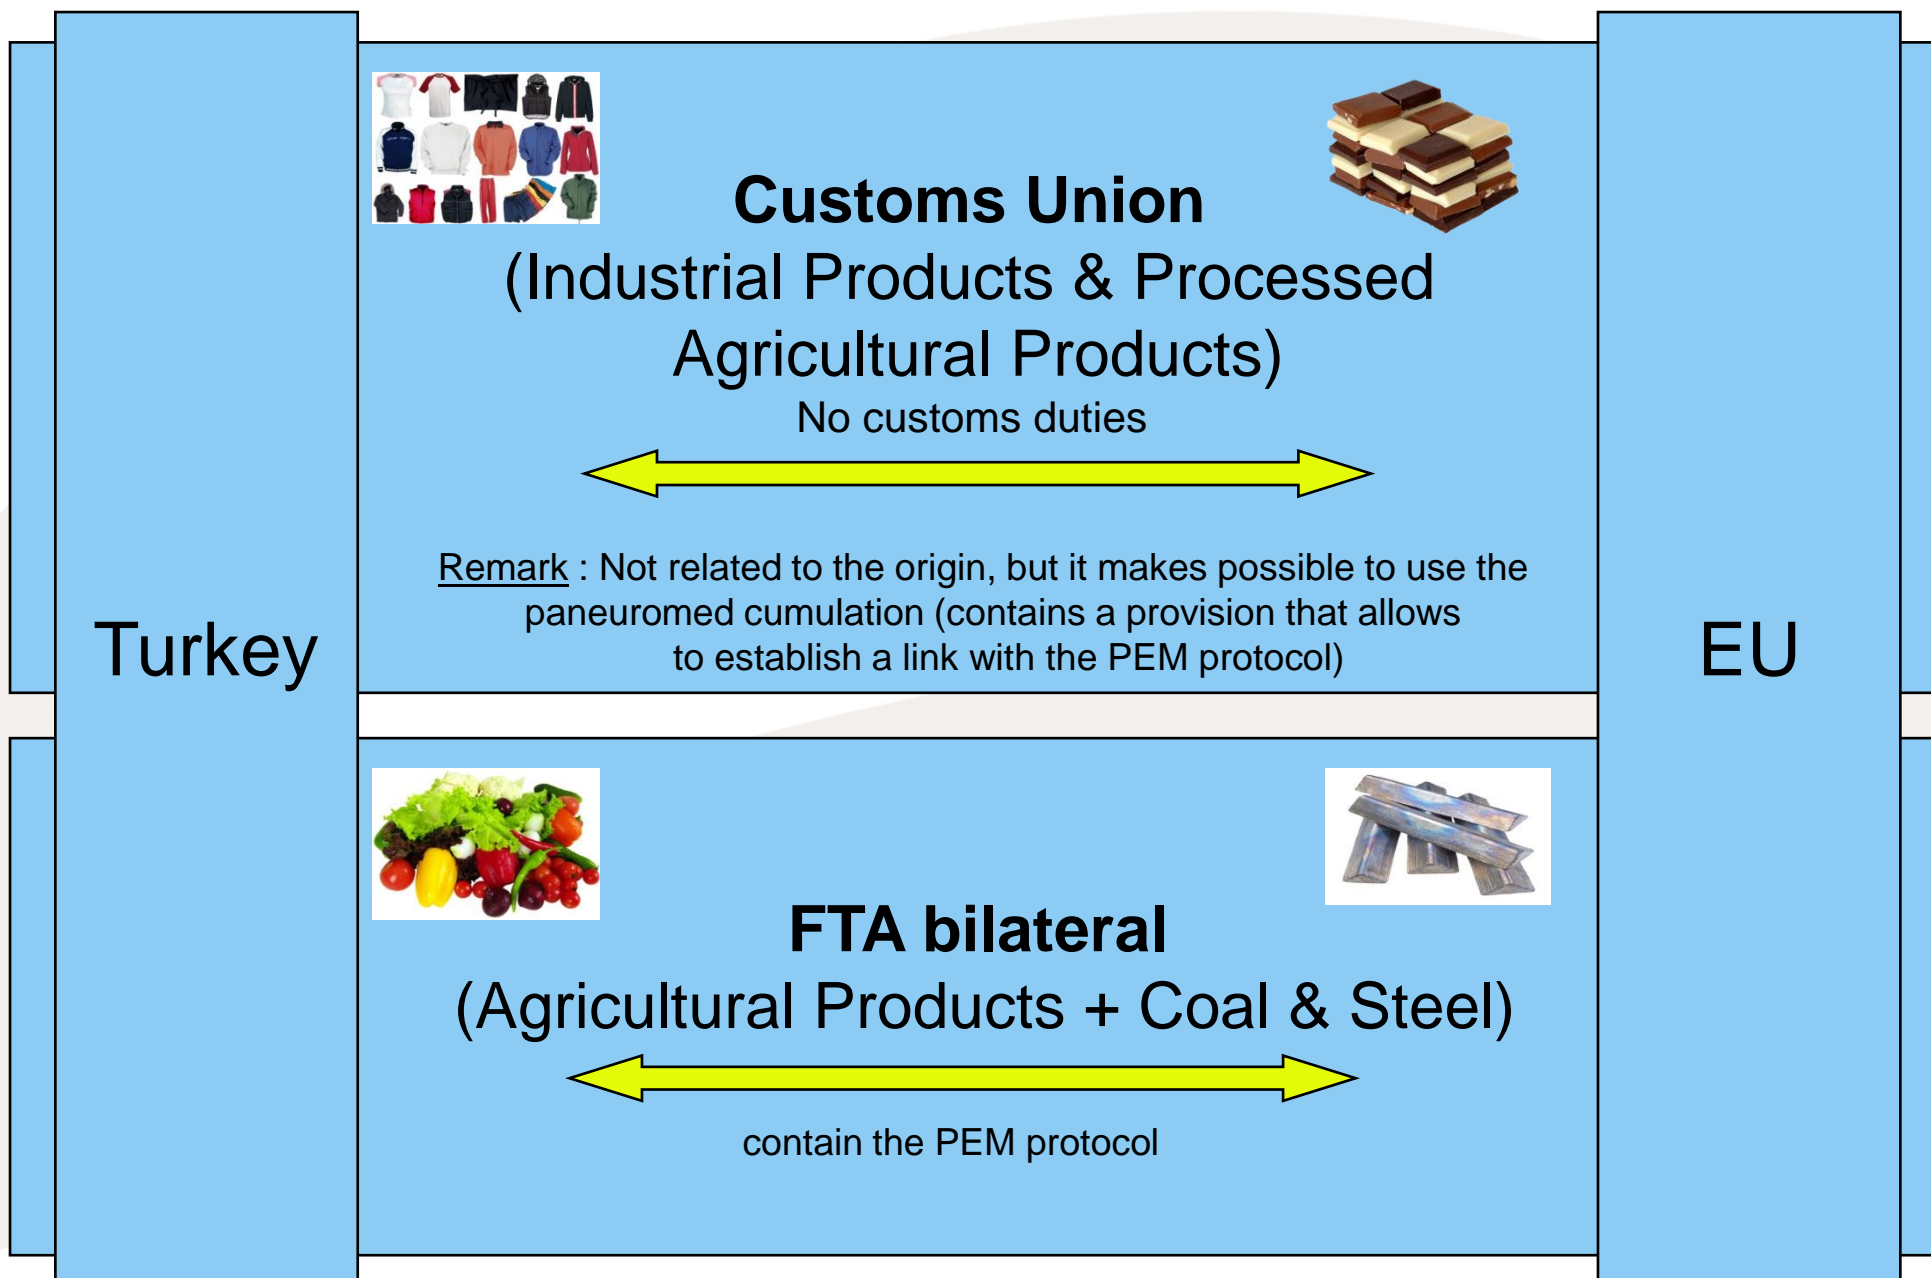 Customs Union
(Industrial Products & Processed
Agricultural Products)
No customs duties
Remark : Not related to the origin, but it makes possible to use the
paneuromed cumulation (contains a provision that allows
to establish a link with the PEM protocol)
Turkey
EU
FTA bilateral
(Agricultural Products + Coal & Steel)
contain the PEM protocol